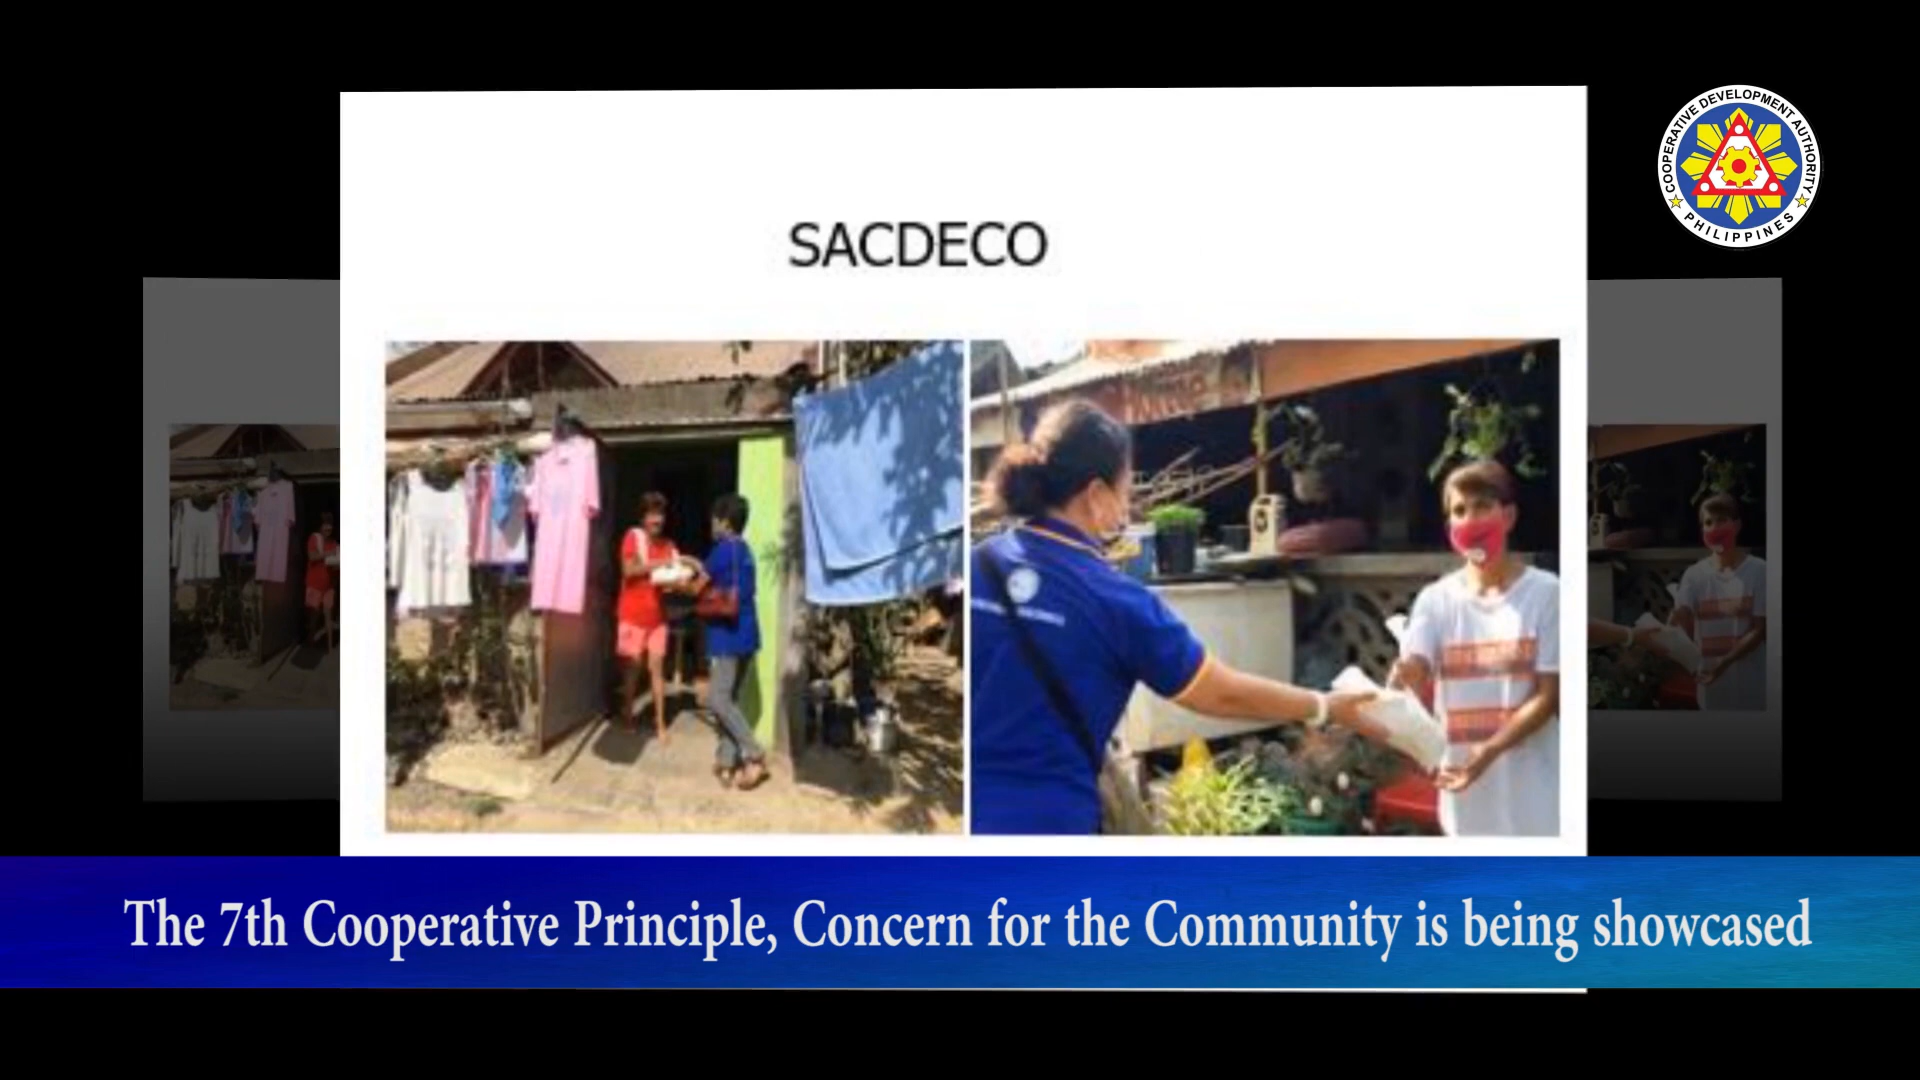 COOPERATIVE DEVELOPMENT AUTHORITY
PHILIPPINES
SACDECO
The 7th Cooperative Principle, Concern for the Community is being showcased